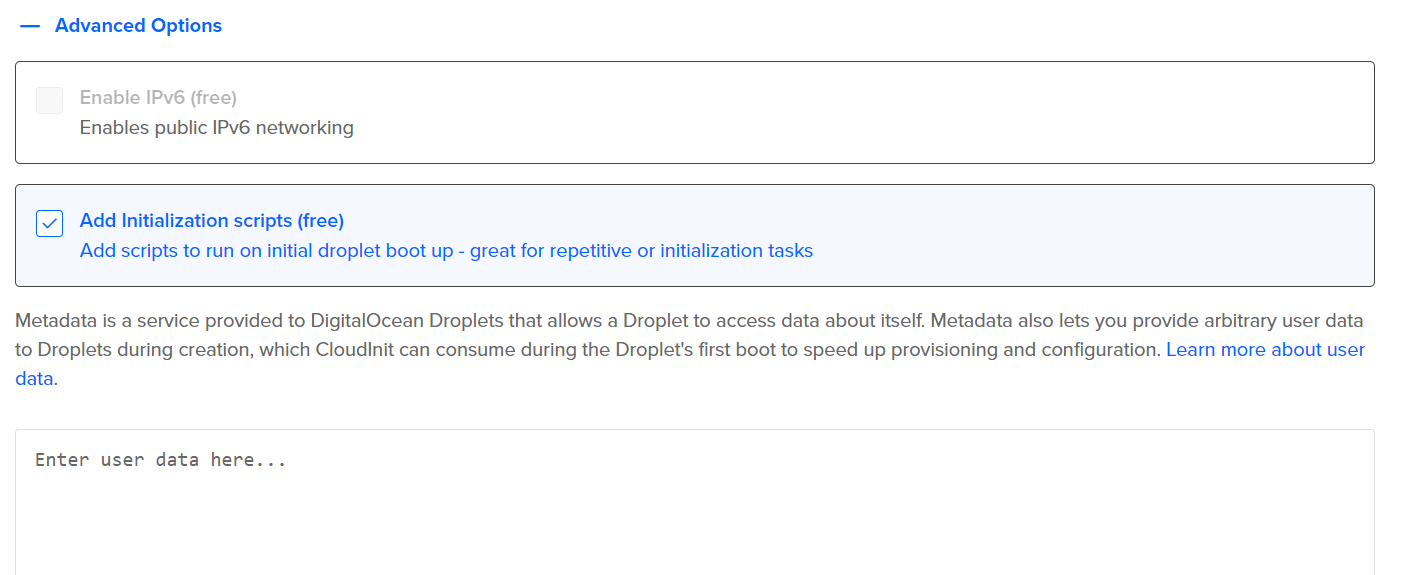 Advanced Options
Enable IPv6 (free)
Enables public IPv6 networking
Add Initialization scripts (free)
Add scripts to run on initial droplet boot up - great for repetitive or initialization tasks
Metadata is a service provided to DigitalOcean Droplets that allows a Droplet to access data about itself. Metadata also lets you provide arbitrary user data
to Droplets during creation, which CloudInit can consume during the Droplet's first boot to speed up provisioning and configuration. Learn more about user
data.
Enter user data here...